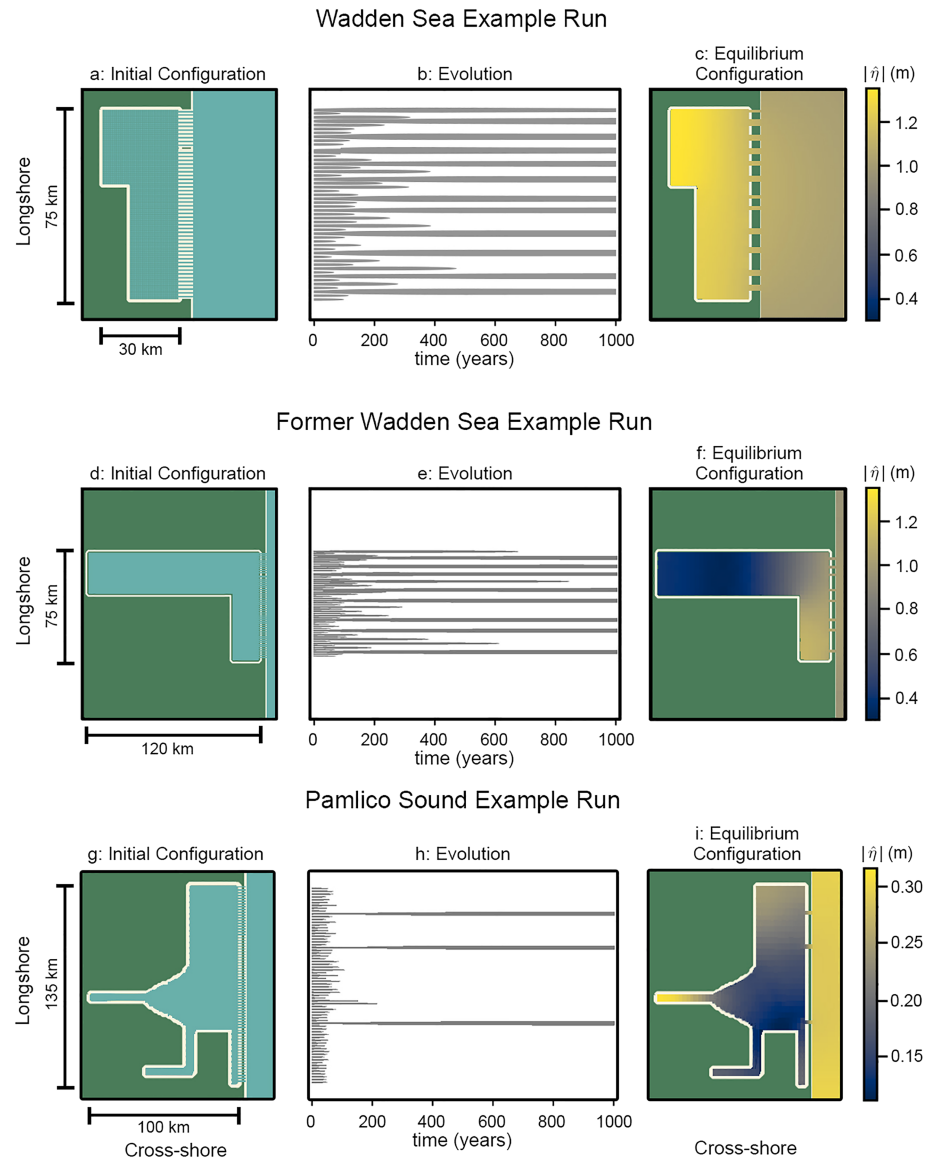 Wadden Sea Example Run
a: Initial Configuration
b: Evolution
c: Equilibrium
Configuration
|η̂| (m)
Longshore
75 km
30 km
0 200 400 600 800 1000
time (years)
1.2
1.0
0.8
0.6
0.4
Former Wadden Sea Example Run
d: Initial Configuration
e: Evolution
f: Equilibrium
Configuration
|η̂| (m)
Longshore
75 km
120 km
0 200 400 600 800 1000
time (years)
1.2
1.0
0.8
0.6
0.4
Pamlico Sound Example Run
g: Initial Configuration
h: Evolution
i: Equilibrium
Configuration
|η̂| (m)
Longshore
135 km
100 km
Cross-shore
0 200 400 600 800 1000
time (years)
Cross-shore
0.30
0.25
0.20
0.15